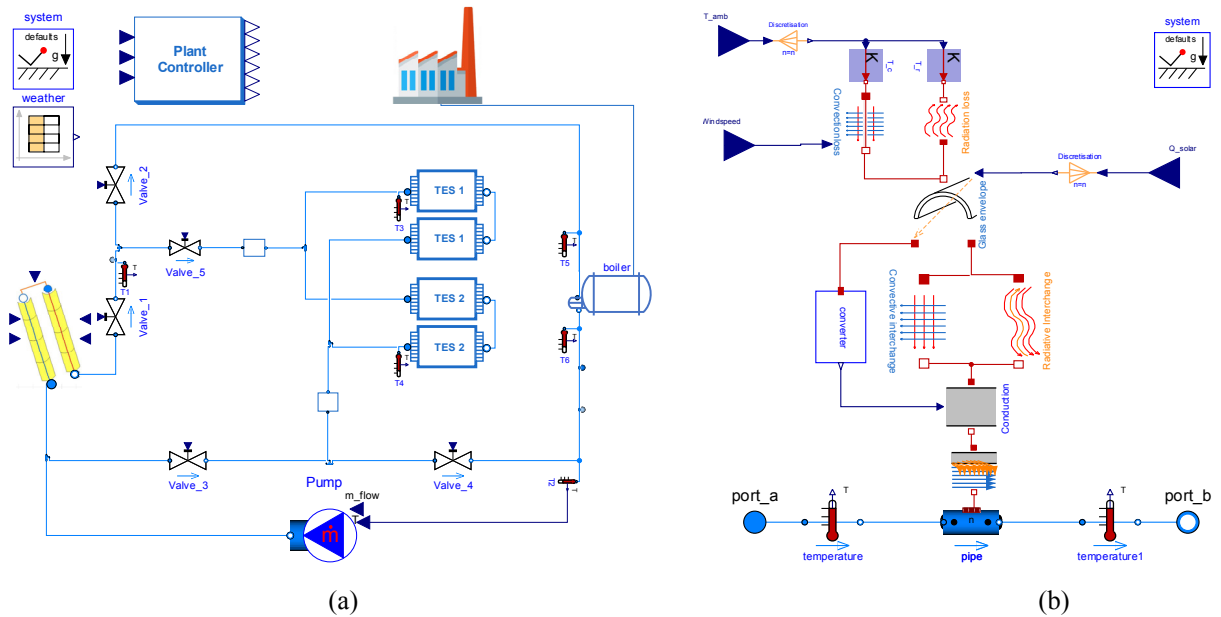 system
defaults
g
weather
Plant
Controller
Valve_2
T1
Valve_1
Valve_5
T3
TES 1
TES 1
TES 2
TES 2
T4
T
T5
boiler
T
T6
Valve_3
Valve_4
Pump
m_flow
T
T2
ṁ
(a)
T_amb
Discretisation
n=n
K
T_c
K
T_r
system
defaults
g
Windspeed
Convectionloss
Radiation loss
Discretisation
n=n
Q_solar
Glass envelope
converter
Convective interchange
Radiative Interchange
Conduction
port_a
T
temperature
n
pipe
T
temperature1
port_b
(b)